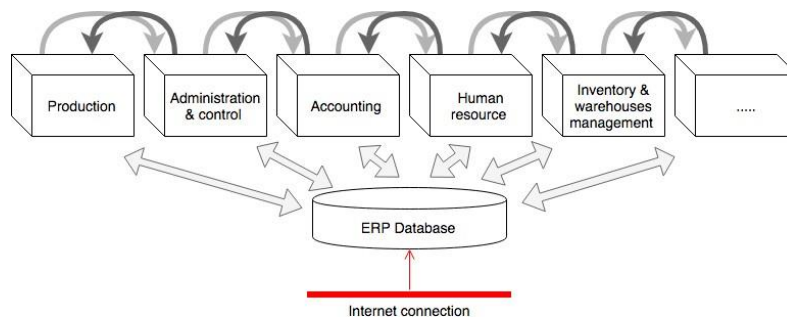 Production
Administration
& control
Accounting
Human
resource
Inventory &
warehouses
management
.....
ERP Database
Internet connection